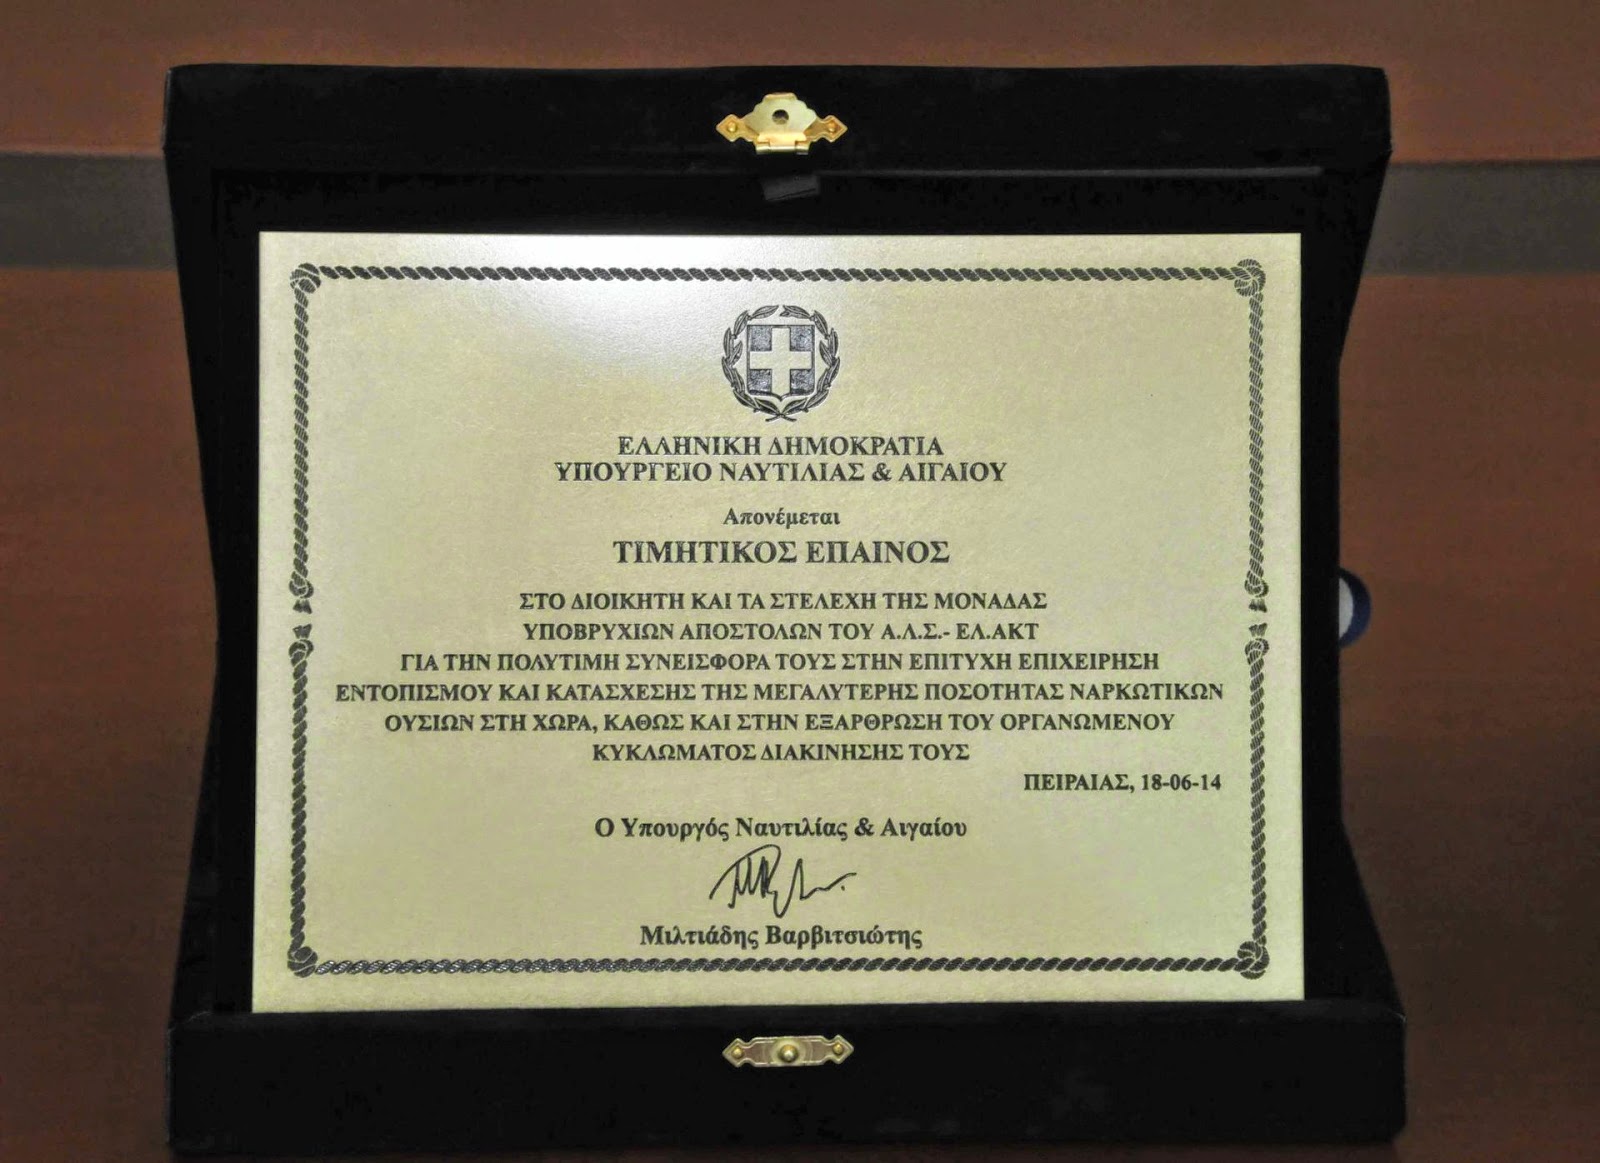 ΕΛΛΗΝΙΚΗ ΔΗΜΟΚΡΑΤΙΑ
ΥΠΟΥΡΓΕΙΟ ΝΑΥΤΙΛΙΑΣ & ΑΙΓΑΙΟΥ
Απονέμεται
ΤΙΜΗΤΙΚΟΣ ΕΠΑΙΝΟΣ
ΣΤΟ ΔΙΟΙΚΗΤΗ ΚΑΙ ΤΑ ΣΤΕΛΕΧΗ ΤΗΣ ΜΟΝΑΔΑΣ
ΥΠΟΒΡΥΧΙΩΝ ΑΠΟΣΤΟΛΩΝ ΤΟΥ Α.Λ.Σ.- ΕΛ.ΑΚΤ
ΓΙΑ ΤΗΝ ΠΟΛΥΤΙΜΗ ΣΥΝΕΙΣΦΟΡΑ ΤΟΥΣ ΣΤΗΝ ΕΠΙΤΥΧΗ ΕΠΙΧΕΙΡΗΣΗ
ΕΝΤΟΠΙΣΜΟΥ ΚΑΙ ΚΑΤΑΣΧΕΣΗΣ ΤΗΣ ΜΕΓΑΛΥΤΕΡΗΣ ΠΟΣΟΤΗΤΑΣ ΝΑΡΚΩΤΙΚΩΝ
ΟΥΣΙΩΝ ΣΤΗ ΧΩΡΑ, ΚΑΘΩΣ ΚΑΙ ΣΤΗΝ ΕΞΑΡΘΡΩΣΗ ΤΟΥ ΟΡΓΑΝΩΜΕΝΟΥ
ΚΥΚΛΩΜΑΤΟΣ ΔΙΑΚΙΝΗΣΗΣ ΤΟΥΣ
ΠΕΙΡΑΙΑΣ, 18-06-14
Ο Υπουργός Ναυτιλίας & Αιγαίου
Μιλτιάδης Βαρβιτσιώτης